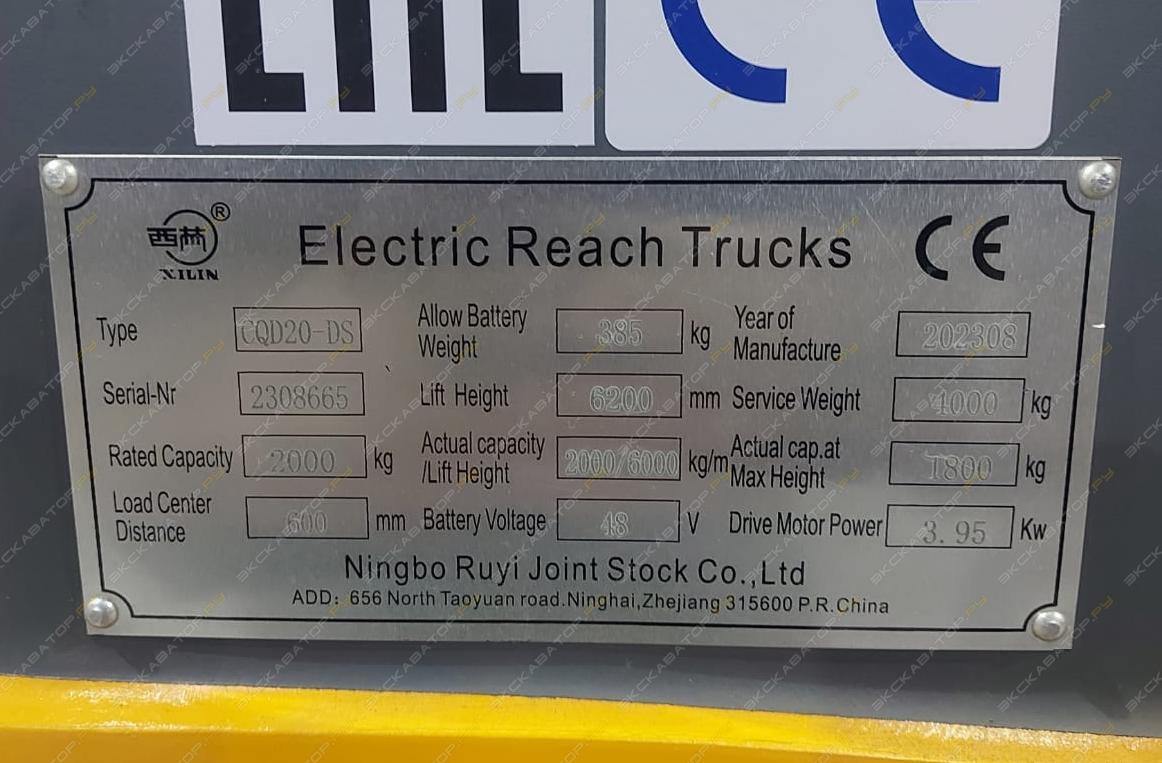 EAC
CE
西林 ®
XILIN
Electric Reach Trucks CE
Type CQD20-DS Allow Battery Weight 385 kg Year of Manufacture 202308
Serial-Nr 2308665 Lift Height 6200 mm Service Weight 4000 kg
Rated Capacity 2000 kg Actual capacity /Lift Height 2000/6000 kg/m Actual cap.at Max Height 1800 kg
Load Center Distance 600 mm Battery Voltage 48 V Drive Motor Power 3.95 Kw
Ningbo Ruyi Joint Stock Co.,Ltd
ADD: 656 North Taoyuan road.Ninghai,Zhejiang 315600 P.R.China
ЭКСКАВАТОР.РУ